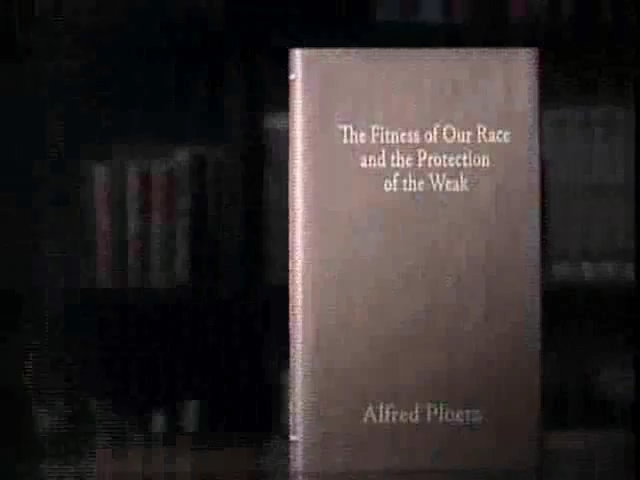 The Fitness of Our Race
and the Protection
of the Weak
Alfred Ploetz